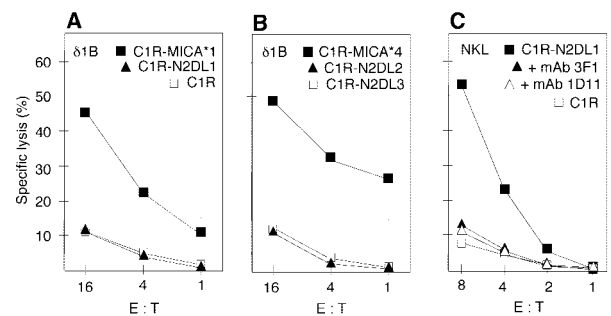 A
δ1B
C1R-MICA*1
C1R-N2DL1
C1R
Specific lysis (%)
60
50
40
30
20
10
16
4
1
E : T
B
δ1B
C1R-MICA*4
C1R-N2DL2
C1R-N2DL3
16
4
1
E : T
C
NKL
C1R-N2DL1
+ mAb 3F1
+ mAb 1D11
C1R
8
4
2
1
E : T